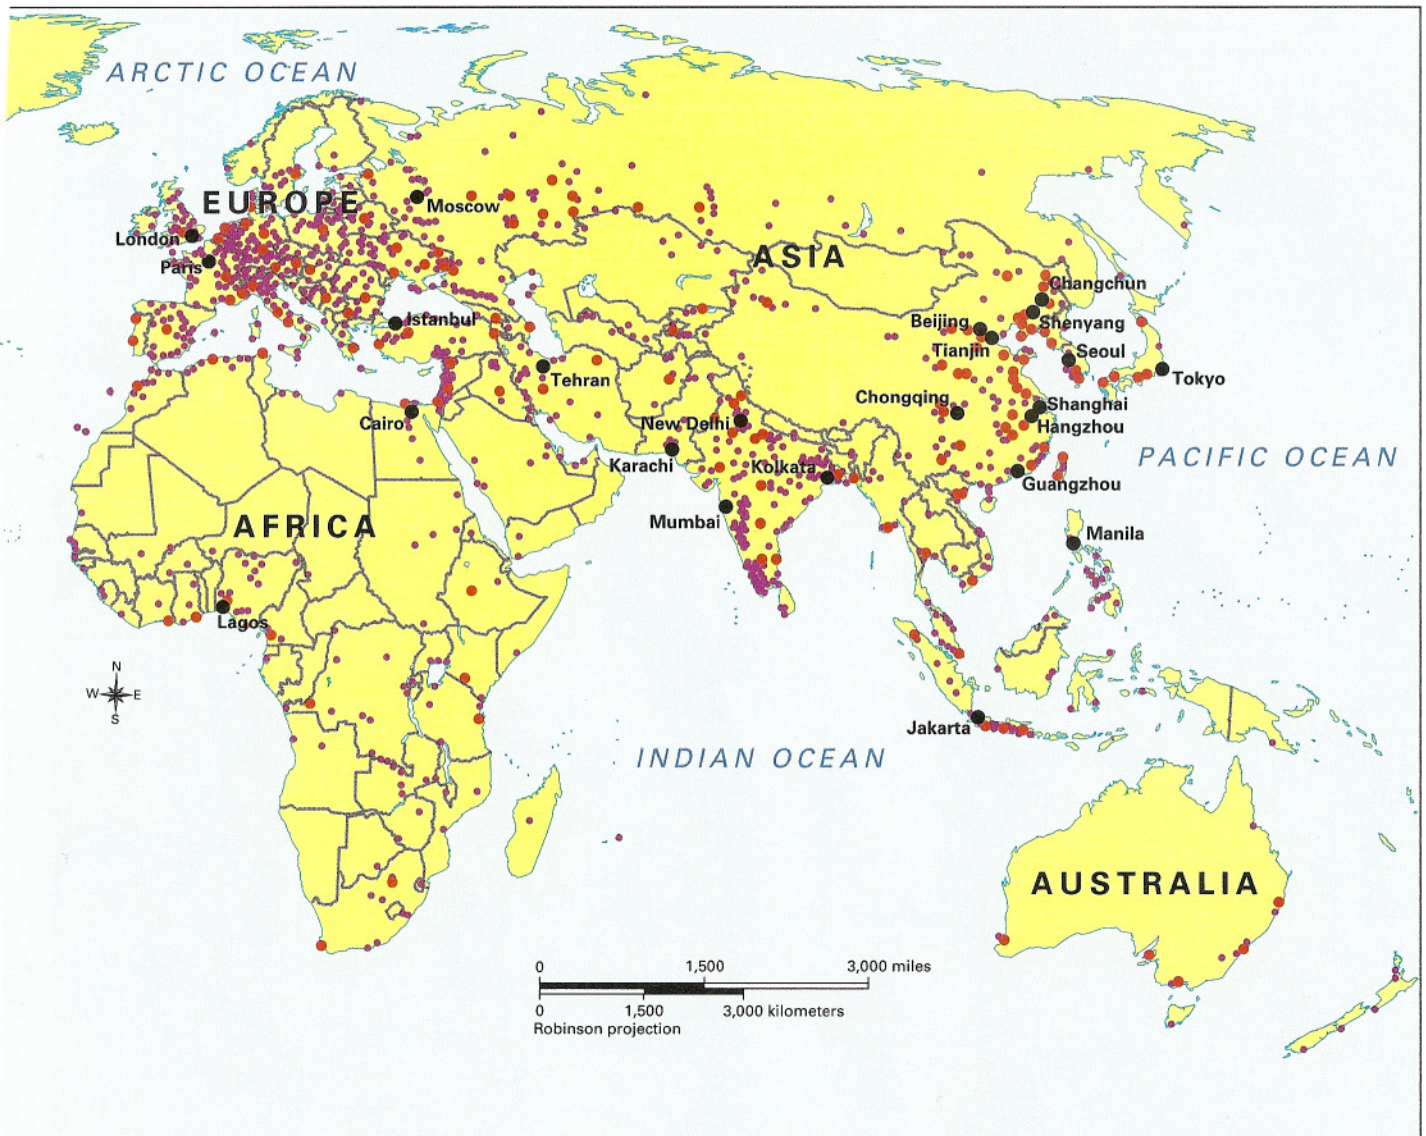 ARCTIC OCEAN
EUROPE
Moscow
London
Paris
ASIA
Changchun
Istanbul
Beijing
Shenyang
Tianjin
Seoul
Tehran
Tokyo
Chongqing
Shanghai
Cairo
New Delhi
Hangzhou
Karachi
Kolkata
PACIFIC OCEAN
Guangzhou
Mumbai
AFRICA
Manila
Lagos
N
W E
S
Jakarta
INDIAN OCEAN
AUSTRALIA
0 1,500 3,000 miles
0 1,500 3,000 kilometers
Robinson projection